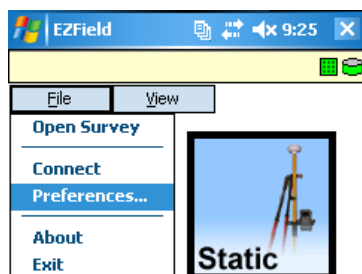 EZField 9:25
File View
Open Survey
Connect
Preferences...
About
Exit
Static